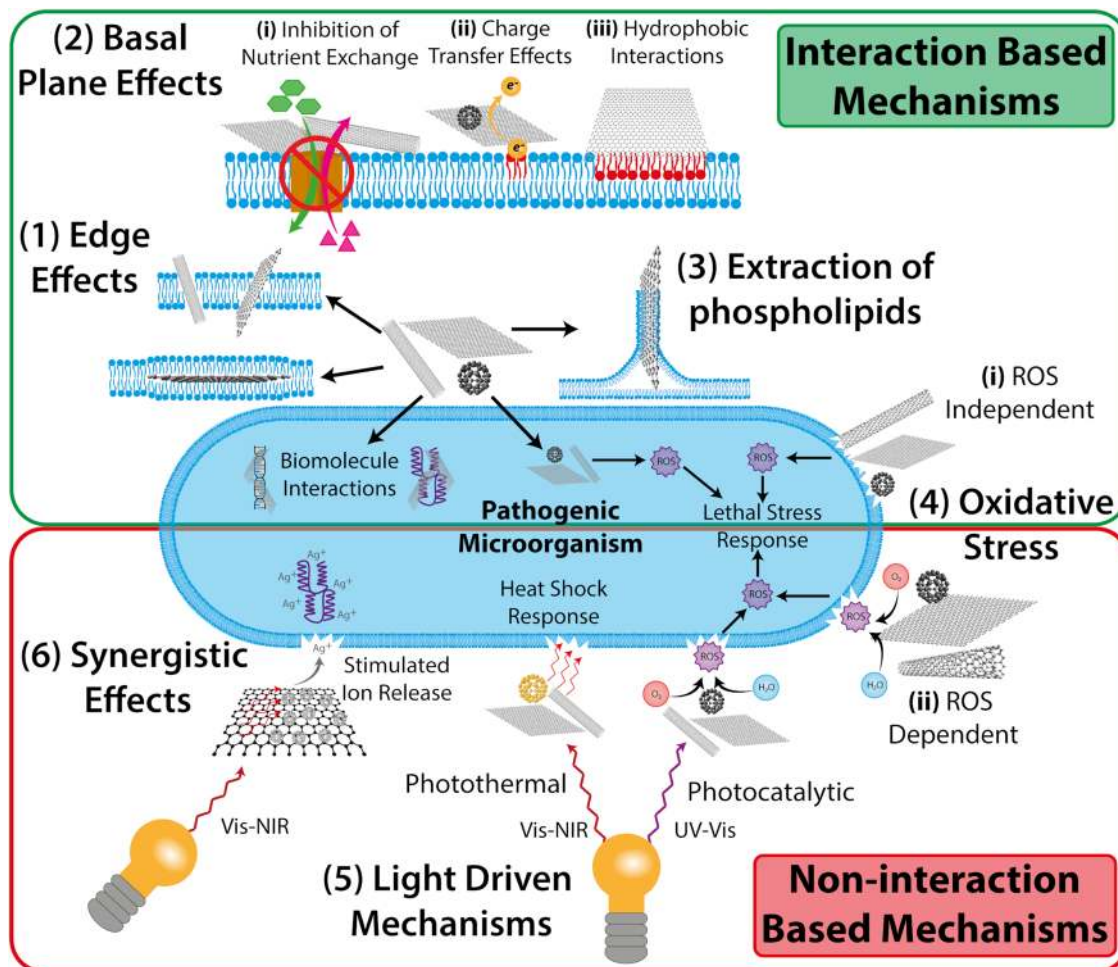 (2) Basal
Plane Effects
(i) Inhibition of
Nutrient Exchange
(ii) Charge
Transfer Effects
(iii) Hydrophobic
Interactions
Interaction Based
Mechanisms
e-
e-
(1) Edge
Effects
(3) Extraction of
phospholipids
(i) ROS
Independent
Biomolecule
Interactions
ROS
ROS
Pathogenic
Microorganism
Lethal Stress
Response
(4) Oxidative
Stress
Ag+
Ag+
Ag+
Ag+
Ag+
Heat Shock
Response
ROS
ROS
O₂
H₂O
(ii) ROS
Dependent
(6) Synergistic
Effects
Ag+
Stimulated
Ion Release
ROS
O₂
H₂O
Photothermal
Photocatalytic
Vis-NIR
Vis-NIR
UV-Vis
(5) Light Driven
Mechanisms
Non-interaction
Based Mechanisms